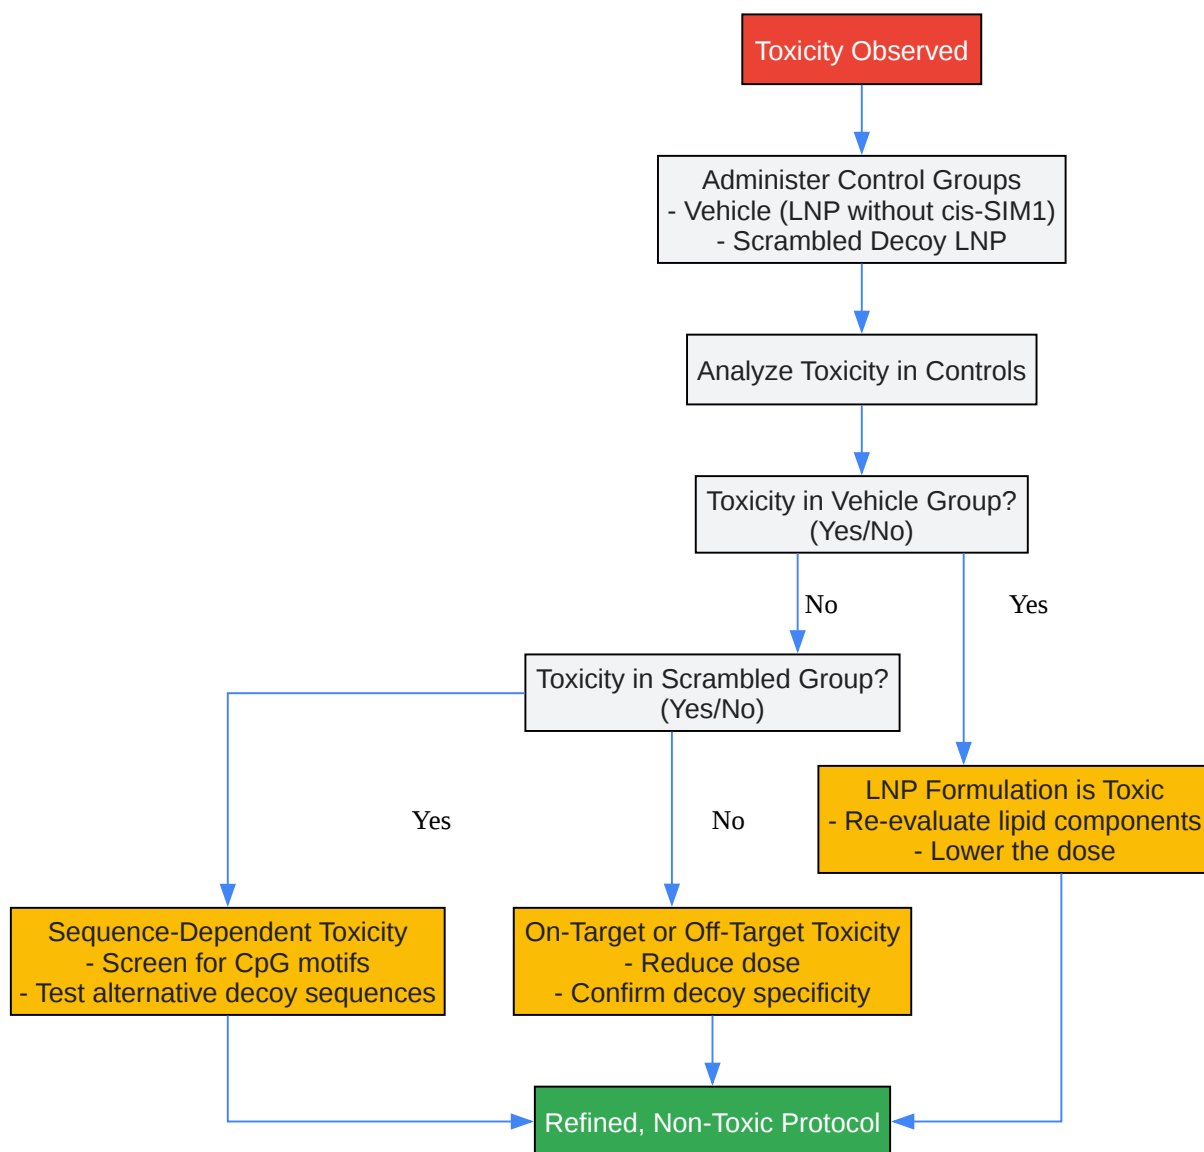 Toxicity Observed
Administer Control Groups
- Vehicle (LNP without cis-SIM1)
- Scrambled Decoy LNP
Analyze Toxicity in Controls
Toxicity in Vehicle Group?
(Yes/No)
No
Yes
Toxicity in Scrambled Group?
(Yes/No)
LNP Formulation is Toxic
- Re-evaluate lipid components
- Lower the dose
Yes
No
Sequence-Dependent Toxicity
- Screen for CpG motifs
- Test alternative decoy sequences
On-Target or Off-Target Toxicity
- Reduce dose
- Confirm decoy specificity
Refined, Non-Toxic Protocol